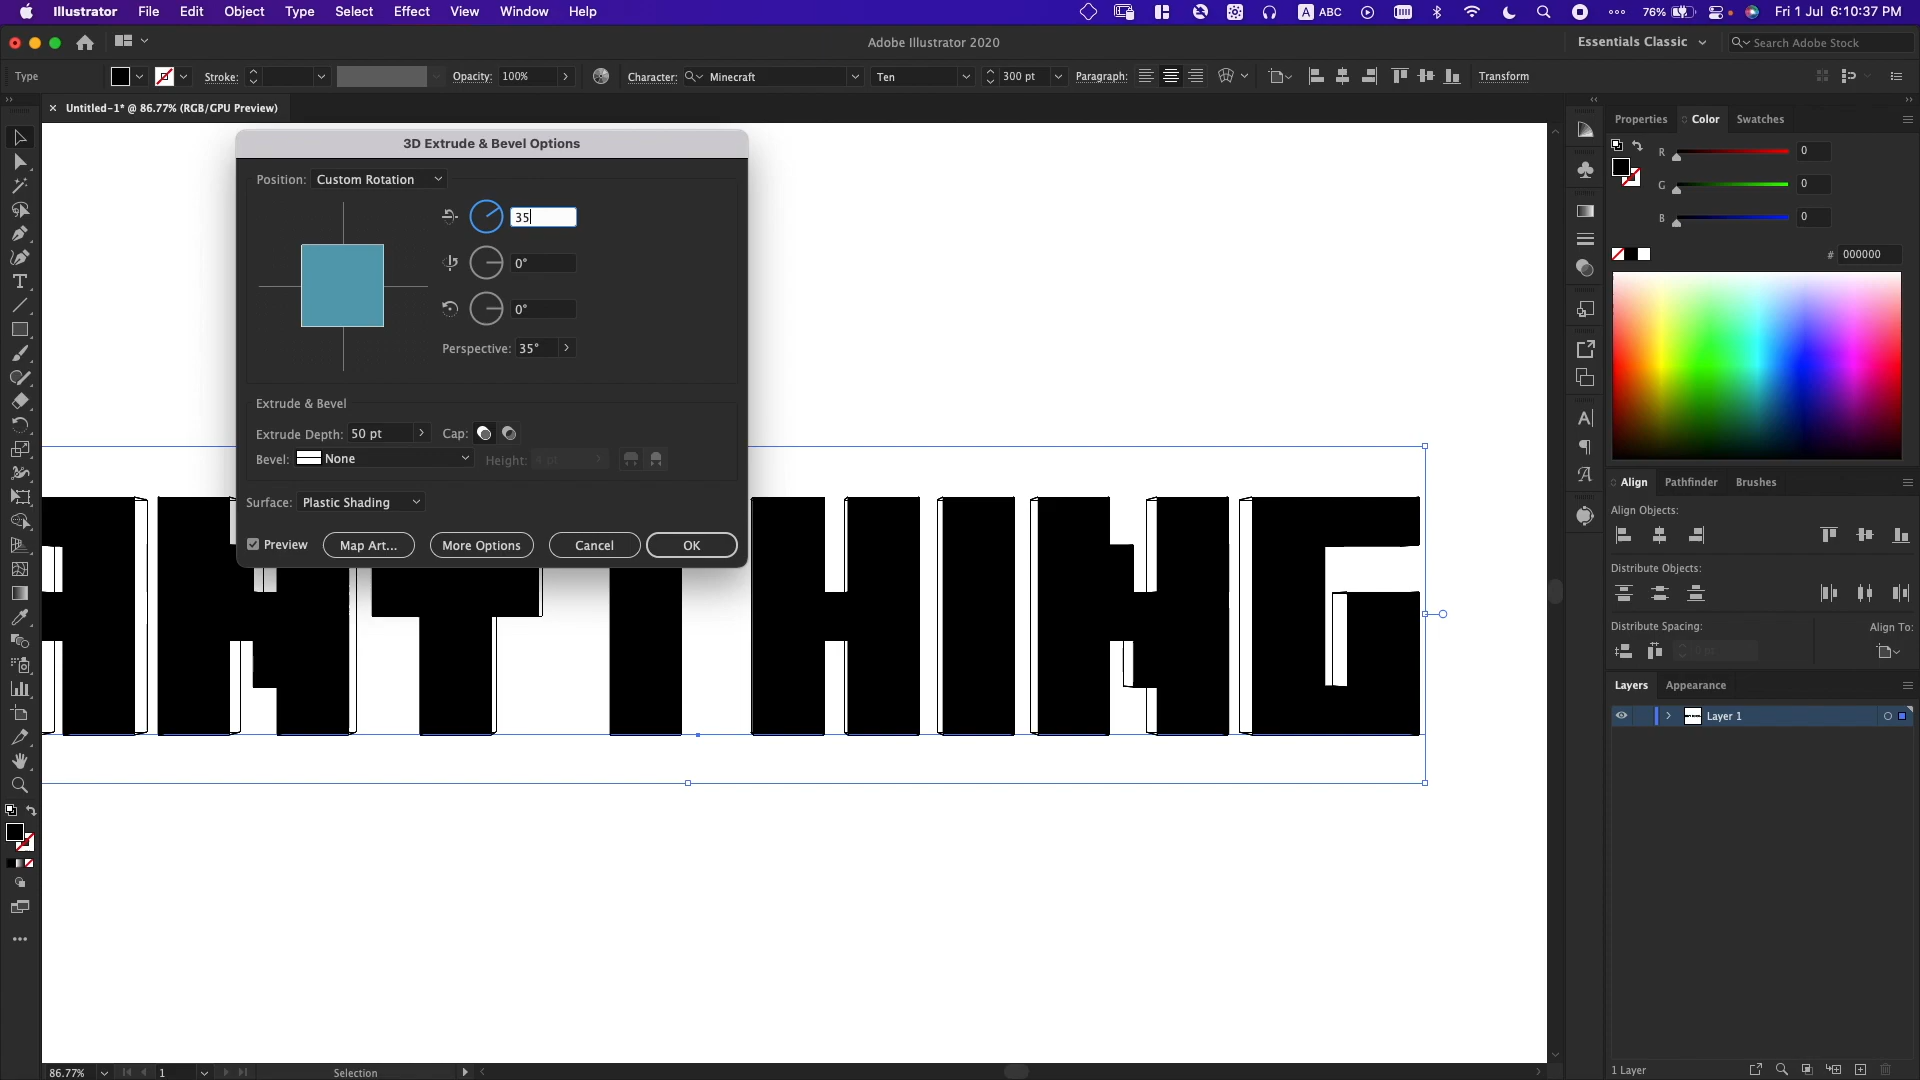 Illustrator File Edit Object Type Select Effect View Window Help
A ABC 76% Fri 1 Jul 6:10:37 PM
Adobe Illustrator 2020
Essentials Classic
Search Adobe Stock
Type Stroke: Opacity: 100% Character: Minecraft Ten 300 pt Paragraph: Transform
Untitled-1* @ 86.77% (RGB/GPU Preview)
3D Extrude & Bevel Options
Position: Custom Rotation
35
0°
0°
Perspective: 35°
Extrude & Bevel
Extrude Depth: 50 pt Cap:
Bevel: None Height: 4 pt
Surface: Plastic Shading
Preview Map Art... More Options Cancel OK
Properties Color Swatches
R 0
G 0
B 0
# 000000
Align Pathfinder Brushes
Align Objects:
Distribute Objects:
Distribute Spacing: Align To:
0 pt
Layers Appearance
Layer 1
1 Layer
86.77% 1 Selection